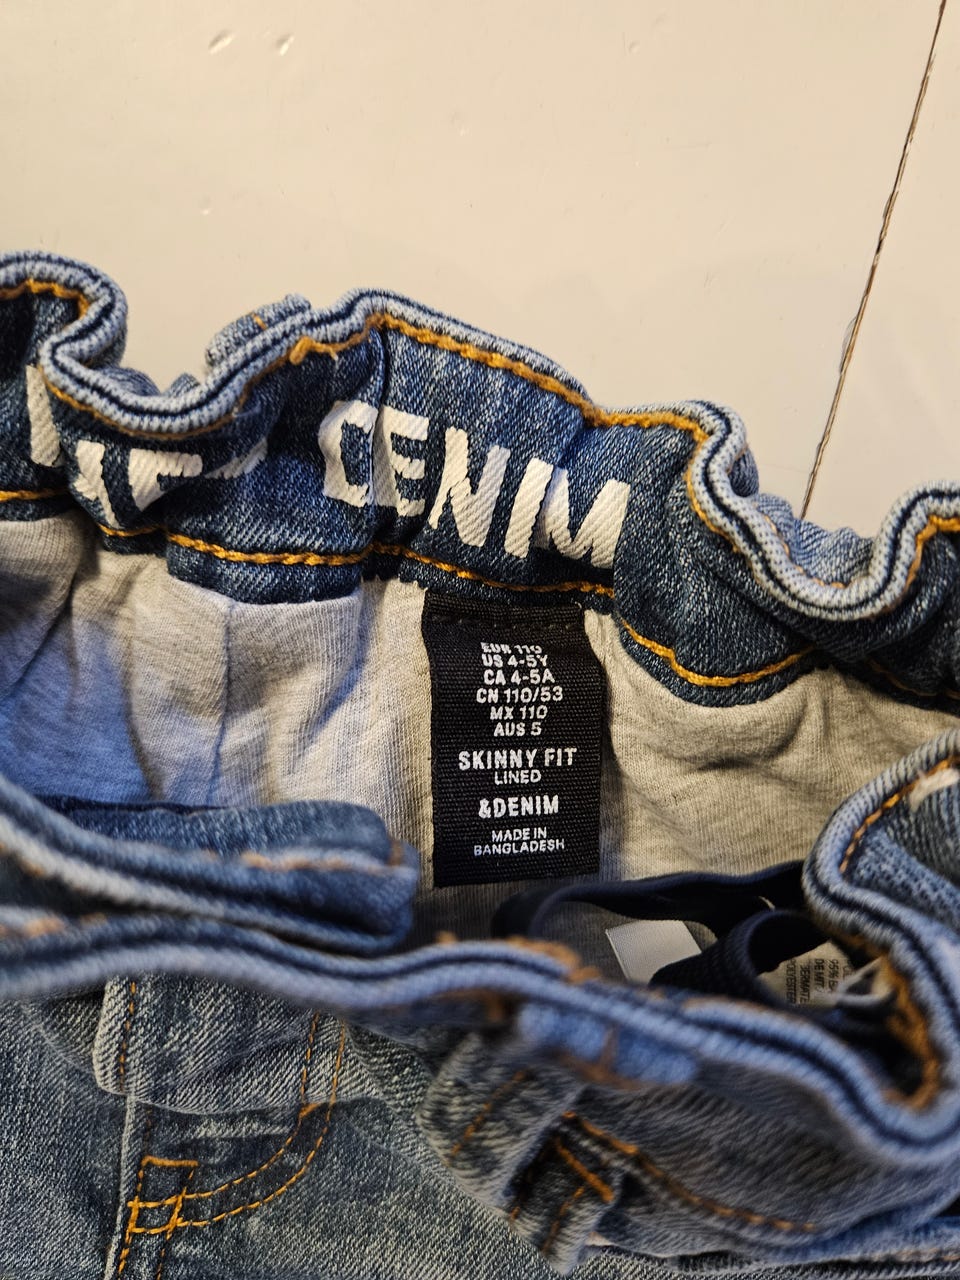 DENIM
EUR 110
US 4-5Y
CA 4-5A
CN 110/53
MX 110
AUS 5
SKINNY FIT
LINED
&DENIM
MADE IN
BANGLADESH
95%